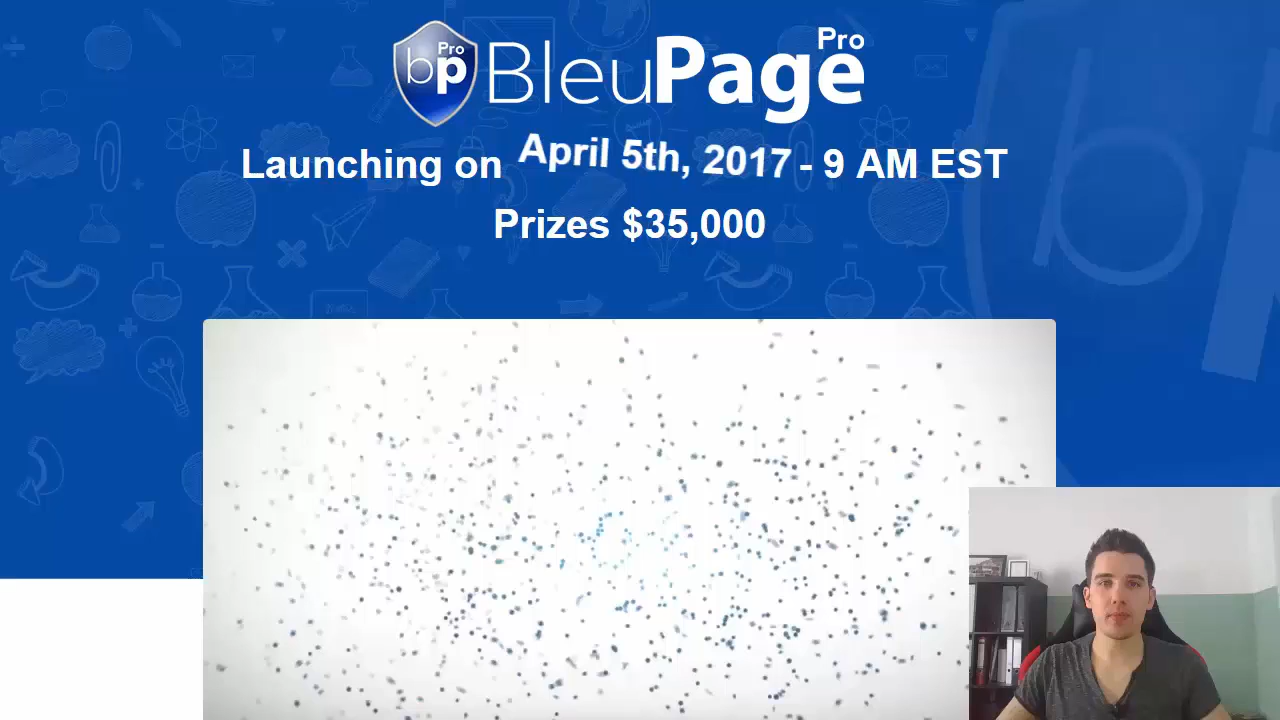 bp Pro
BleuPage Pro
Launching on April 5th, 2017 - 9 AM EST
Prizes $35,000